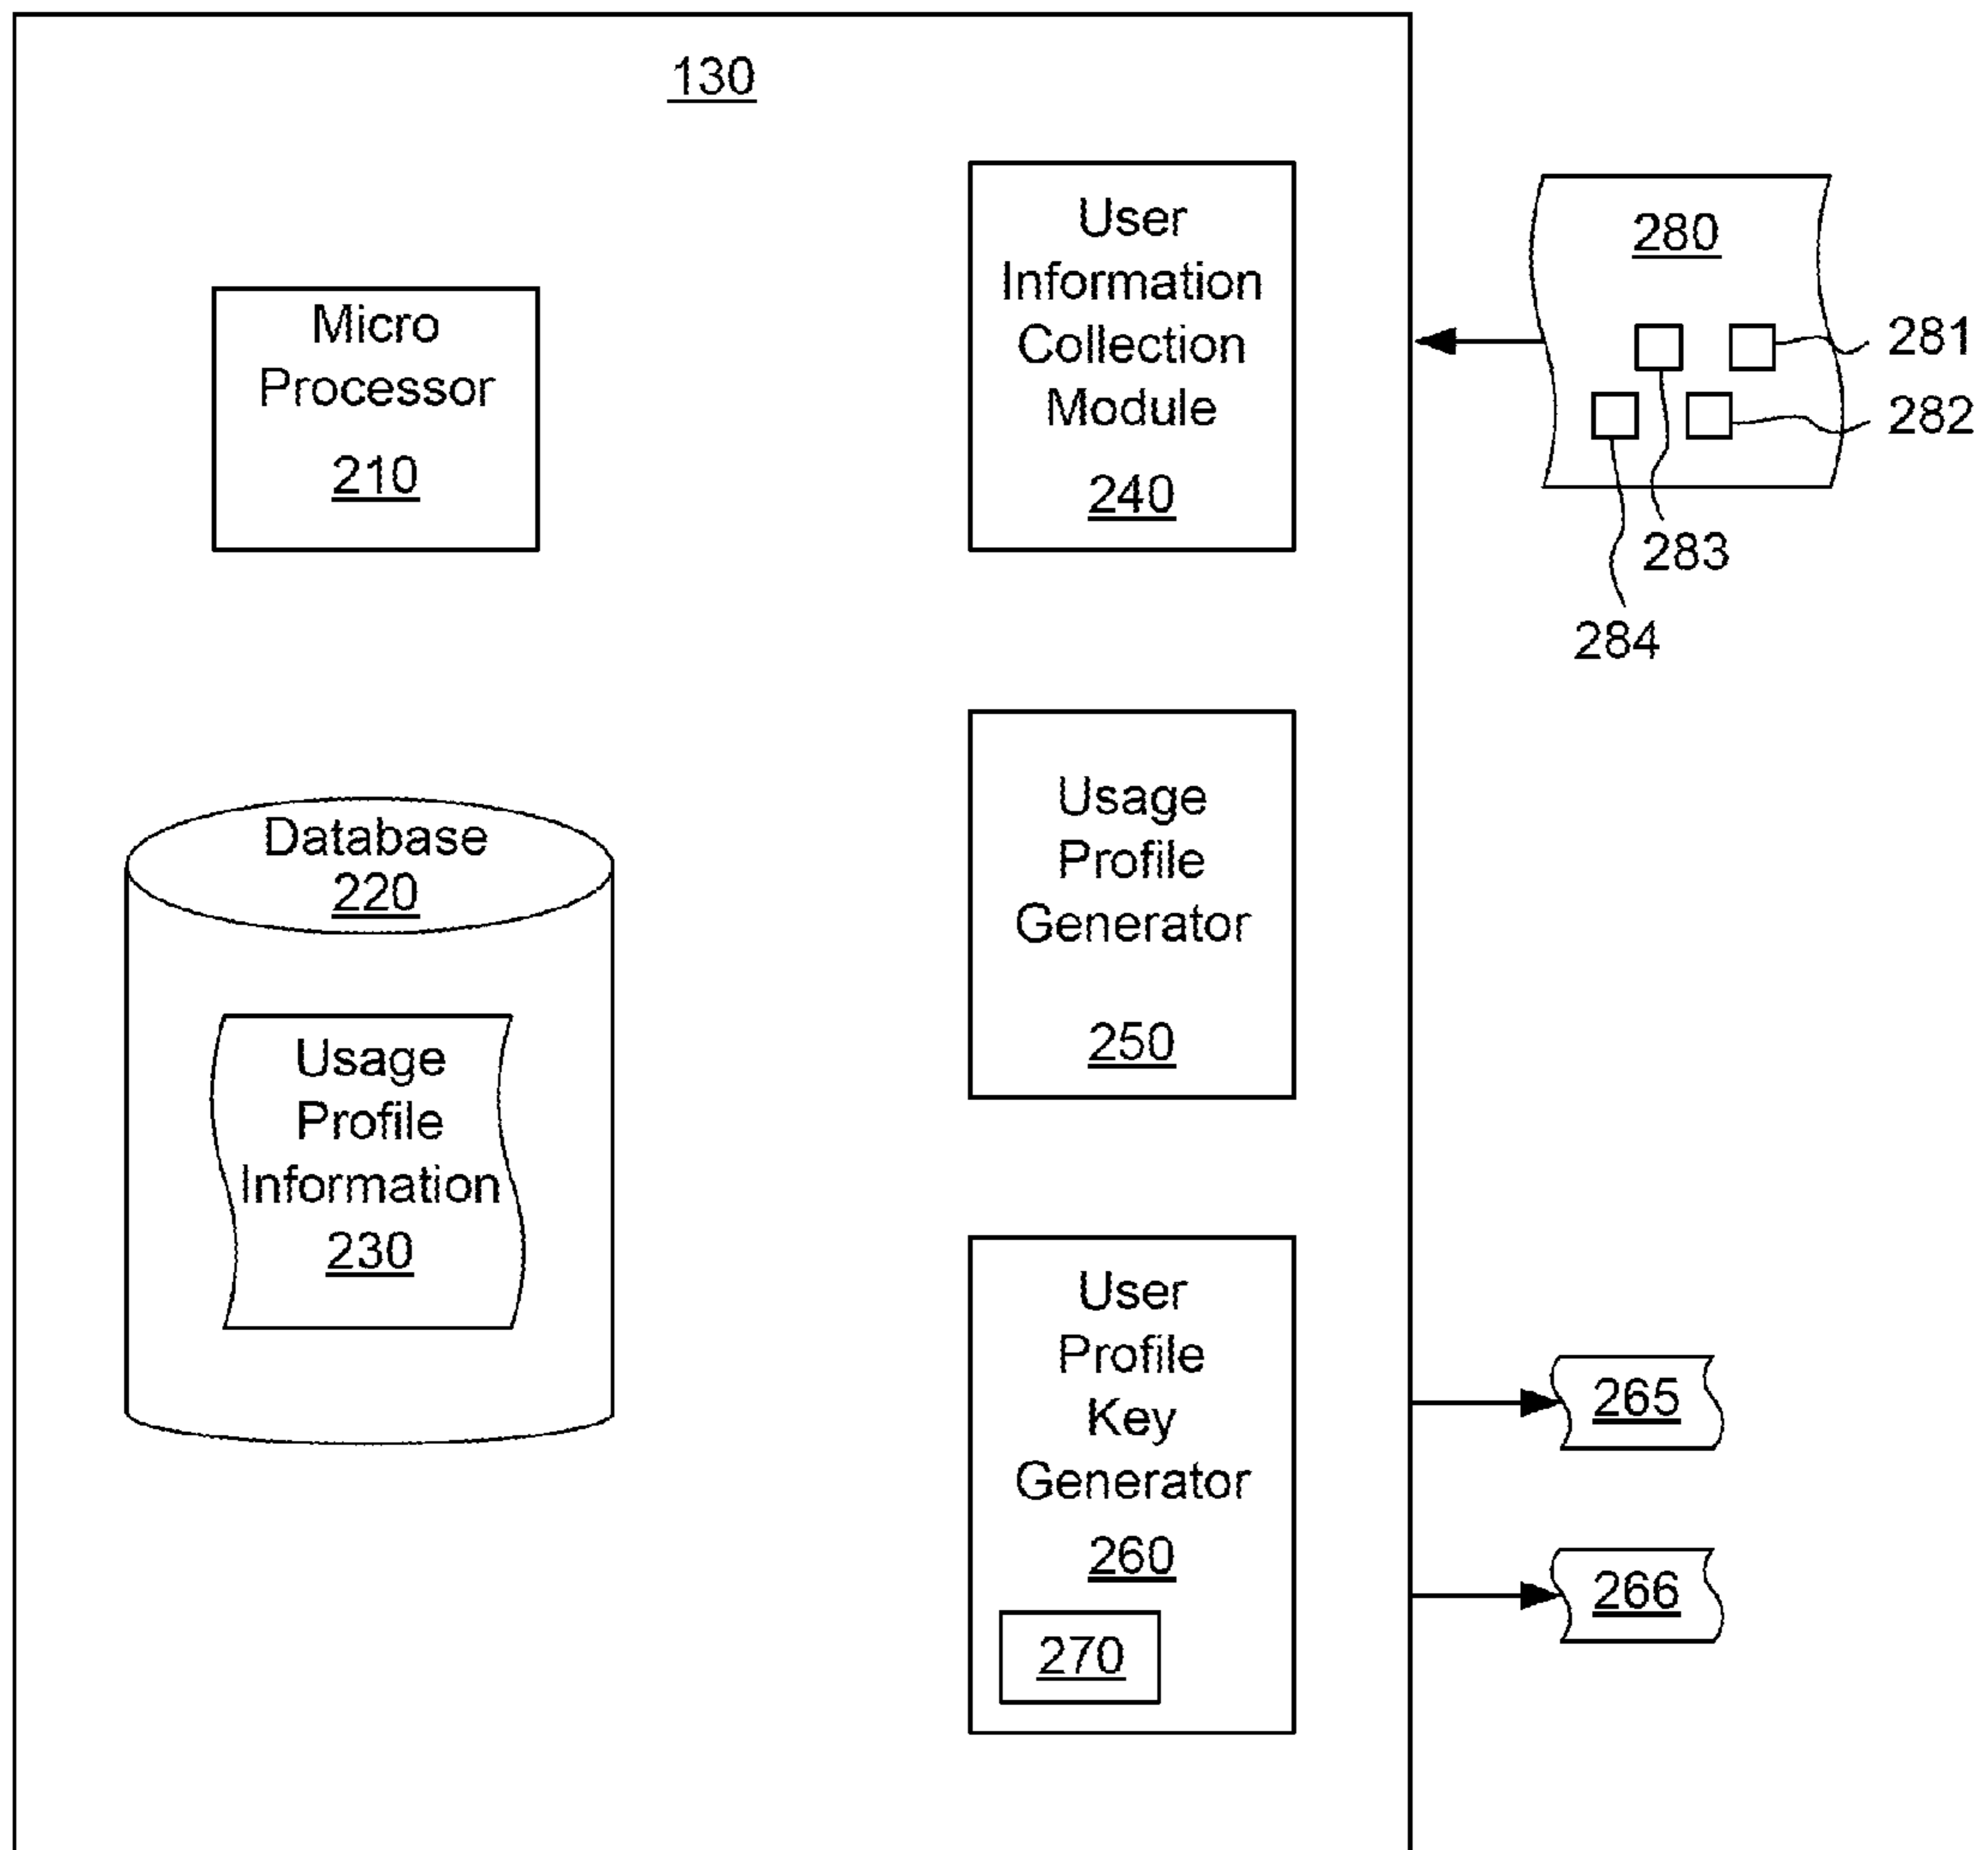 130
Micro
Processor
210
Database
220
Usage
Profile
Information
230
User
Information
Collection
Module
240
Usage
Profile
Generator
250
User
Profile
Key
Generator
260
270
280
281
282
283
284
265
266